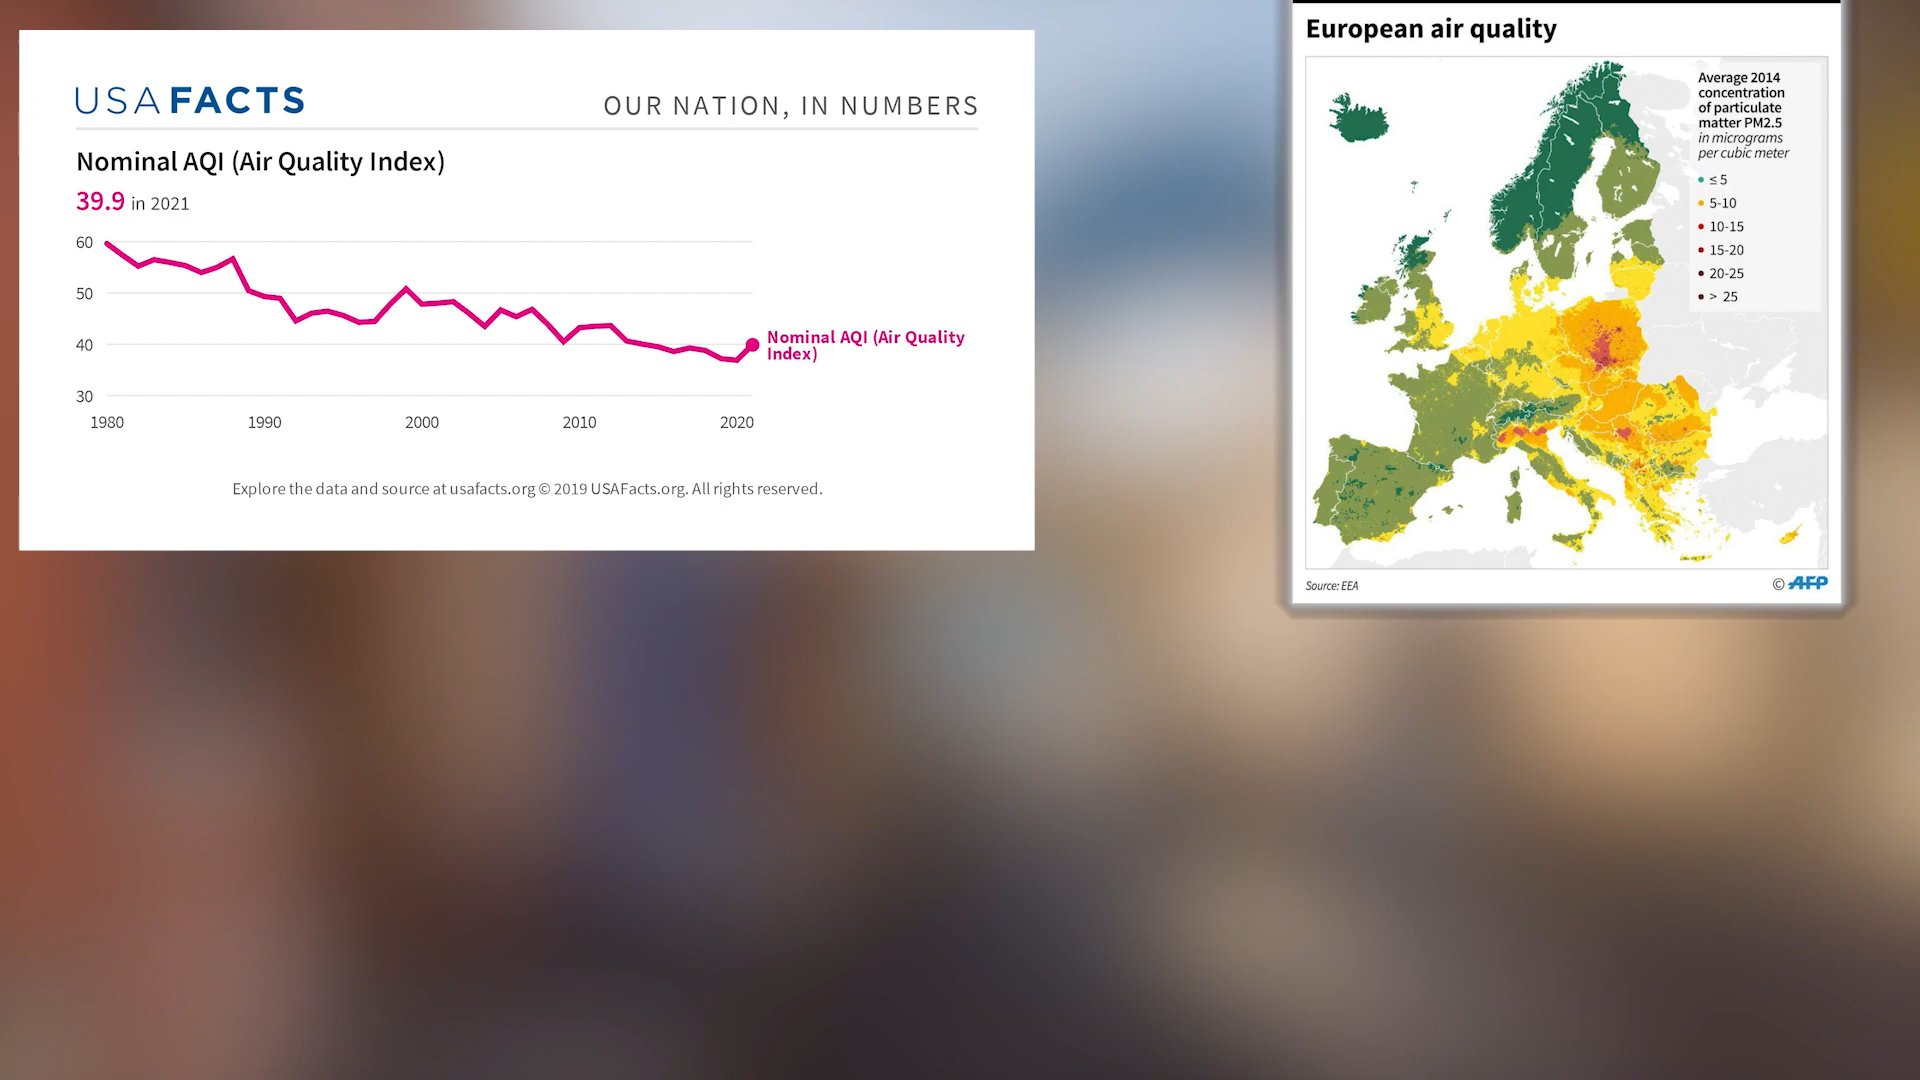 USAFACTS
OUR NATION, IN NUMBERS
Nominal AQI (Air Quality Index)
39.9 in 2021
60
50
40
30
1980
1990
2000
2010
2020
Nominal AQI (Air Quality
Index)
Explore the data and source at usafacts.org © 2019 USAFacts.org. All rights reserved.
European air quality
Average 2014
concentration
of particulate
matter PM2.5
in micrograms
per cubic meter
≤ 5
5-10
10-15
15-20
20-25
> 25
Source: EEA
© AFP